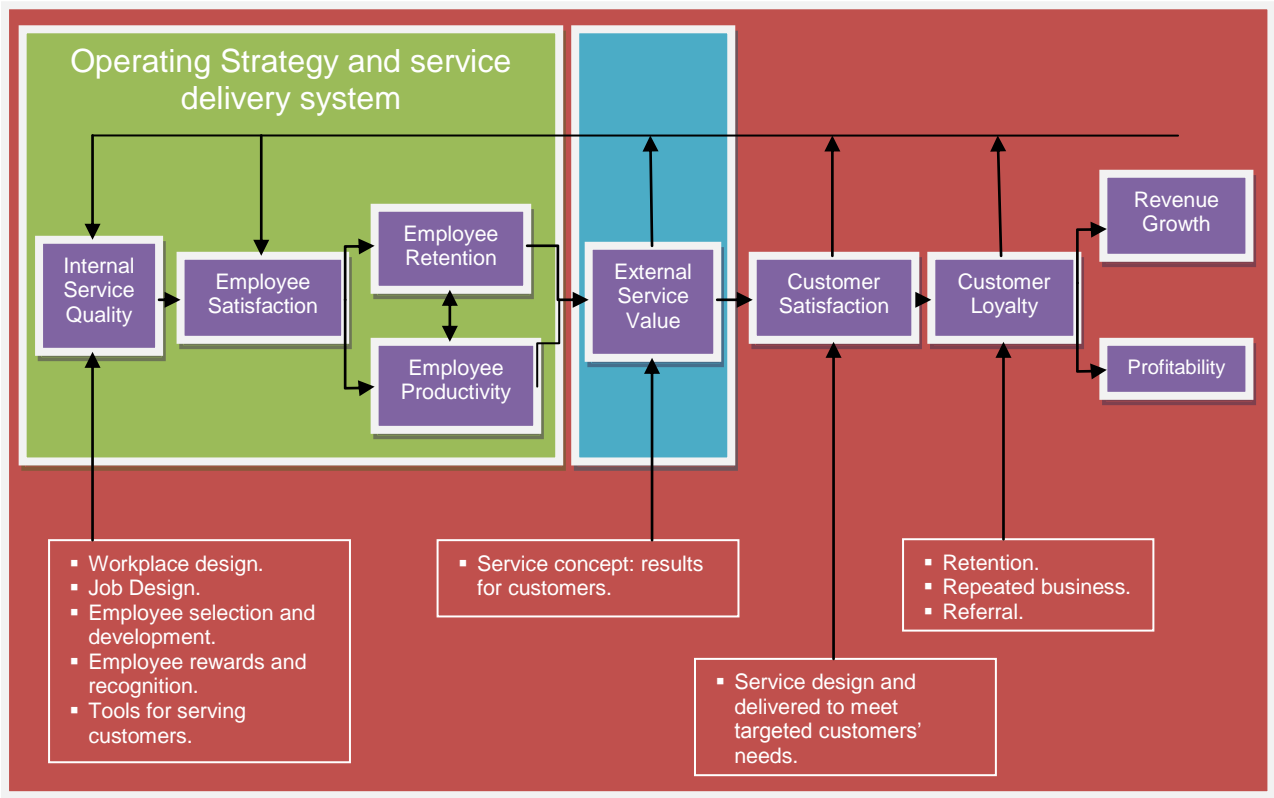 Operating Strategy and service
delivery system
Internal
Service
Quality
Employee
Satisfaction
Employee
Retention
Employee
Productivity
External
Service
Value
Customer
Satisfaction
Customer
Loyalty
Revenue
Growth
Profitability
▪ Workplace design.
▪ Job Design.
▪ Employee selection and
development.
▪ Employee rewards and
recognition.
▪ Tools for serving
customers.
▪ Service concept: results
for customers.
▪ Service design and
delivered to meet
targeted customers’
needs.
▪ Retention.
▪ Repeated business.
▪ Referral.